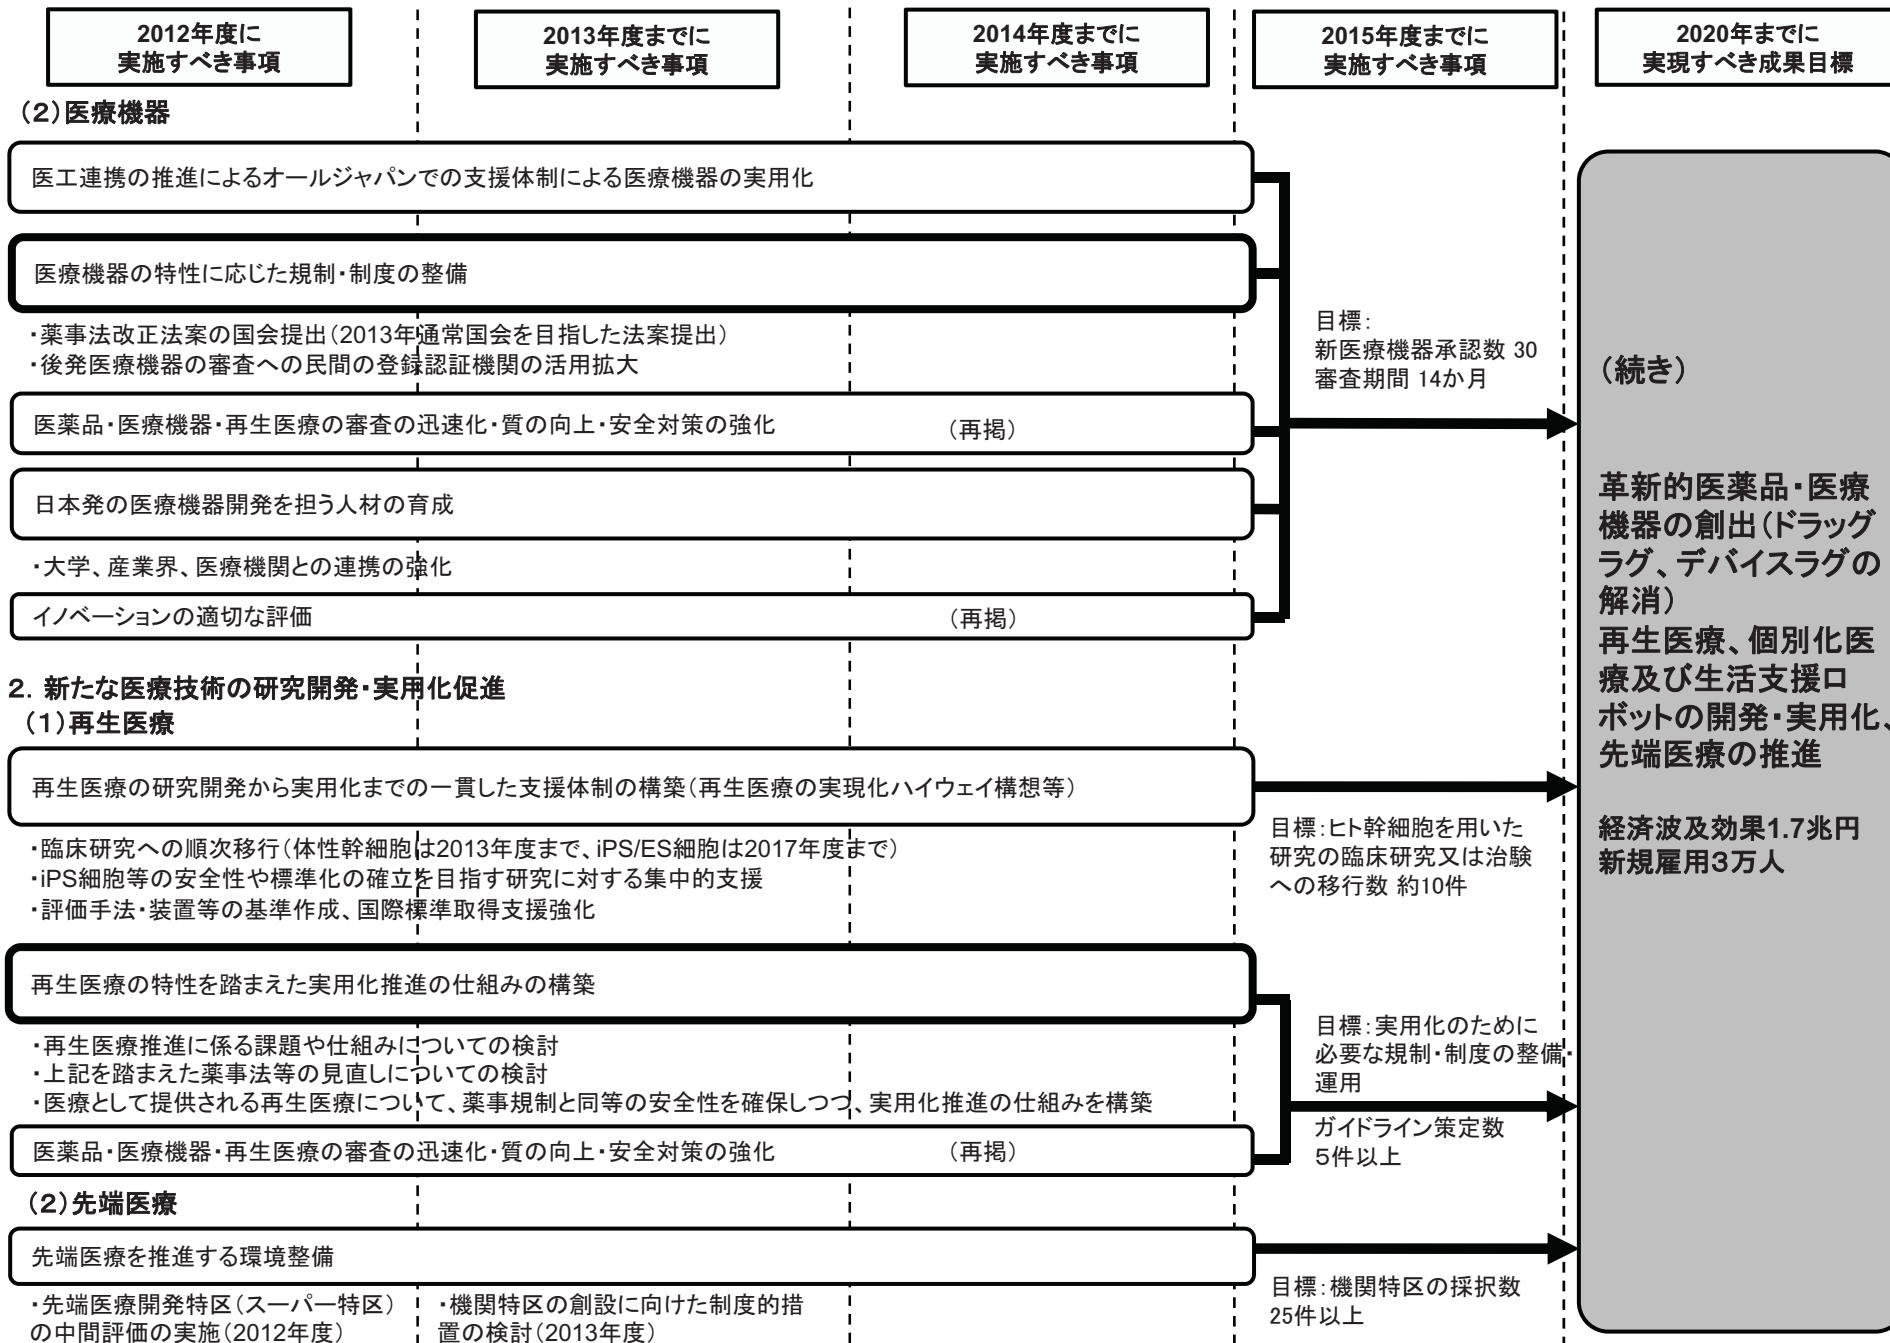 2012年度に
実施すべき事項
2013年度までに
実施すべき事項
2014年度までに
実施すべき事項
2015年度までに
実施すべき事項
2020年までに
実現すべき成果目標
（２）医療機器
医工連携の推進によるオールジャパンでの支援体制による医療機器の実用化
医療機器の特性に応じた規制・制度の整備
・薬事法改正法案の国会提出（2013年通常国会を目指した法案提出）
・後発医療機器の審査への民間の登録認証機関の活用拡大
医薬品・医療機器・再生医療の審査の迅速化・質の向上・安全対策の強化 （再掲）
日本発の医療機器開発を担う人材の育成
・大学、産業界、医療機関との連携の強化
イノベーションの適切な評価 （再掲）
目標：
新医療機器承認数 30
審査期間 14か月
２．新たな医療技術の研究開発・実用化促進
（１）再生医療
再生医療の研究開発から実用化までの一貫した支援体制の構築（再生医療の実現化ハイウェイ構想等）
・臨床研究への順次移行（体性幹細胞は2013年度まで、iPS/ES細胞は2017年度まで）
・iPS細胞等の安全性や標準化の確立を目指す研究に対する集中的支援
・評価手法・装置等の基準作成、国際標準取得支援強化
目標：ヒト幹細胞を用いた
研究の臨床研究又は治験
への移行数 約10件
再生医療の特性を踏まえた実用化推進の仕組みの構築
・再生医療推進に係る課題や仕組みについての検討
・上記を踏まえた薬事法等の見直しについての検討
・医療として提供される再生医療について、薬事規制と同等の安全性を確保しつつ、実用化推進の仕組みを構築
医薬品・医療機器・再生医療の審査の迅速化・質の向上・安全対策の強化 （再掲）
目標：実用化のために
必要な規制・制度の整備・
運用
ガイドライン策定数
５件以上
（２）先端医療
先端医療を推進する環境整備
・先端医療開発特区（スーパー特区）
の中間評価の実施（2012年度）
・機関特区の創設に向けた制度的措
置の検討（2013年度）
目標：機関特区の採択数
25件以上
（続き）
革新的医薬品・医療
機器の創出（ドラッグ
ラグ、デバイスラグの
解消）
再生医療、個別化医
療及び生活支援ロ
ボットの開発・実用化、
先端医療の推進
経済波及効果1.7兆円
新規雇用３万人